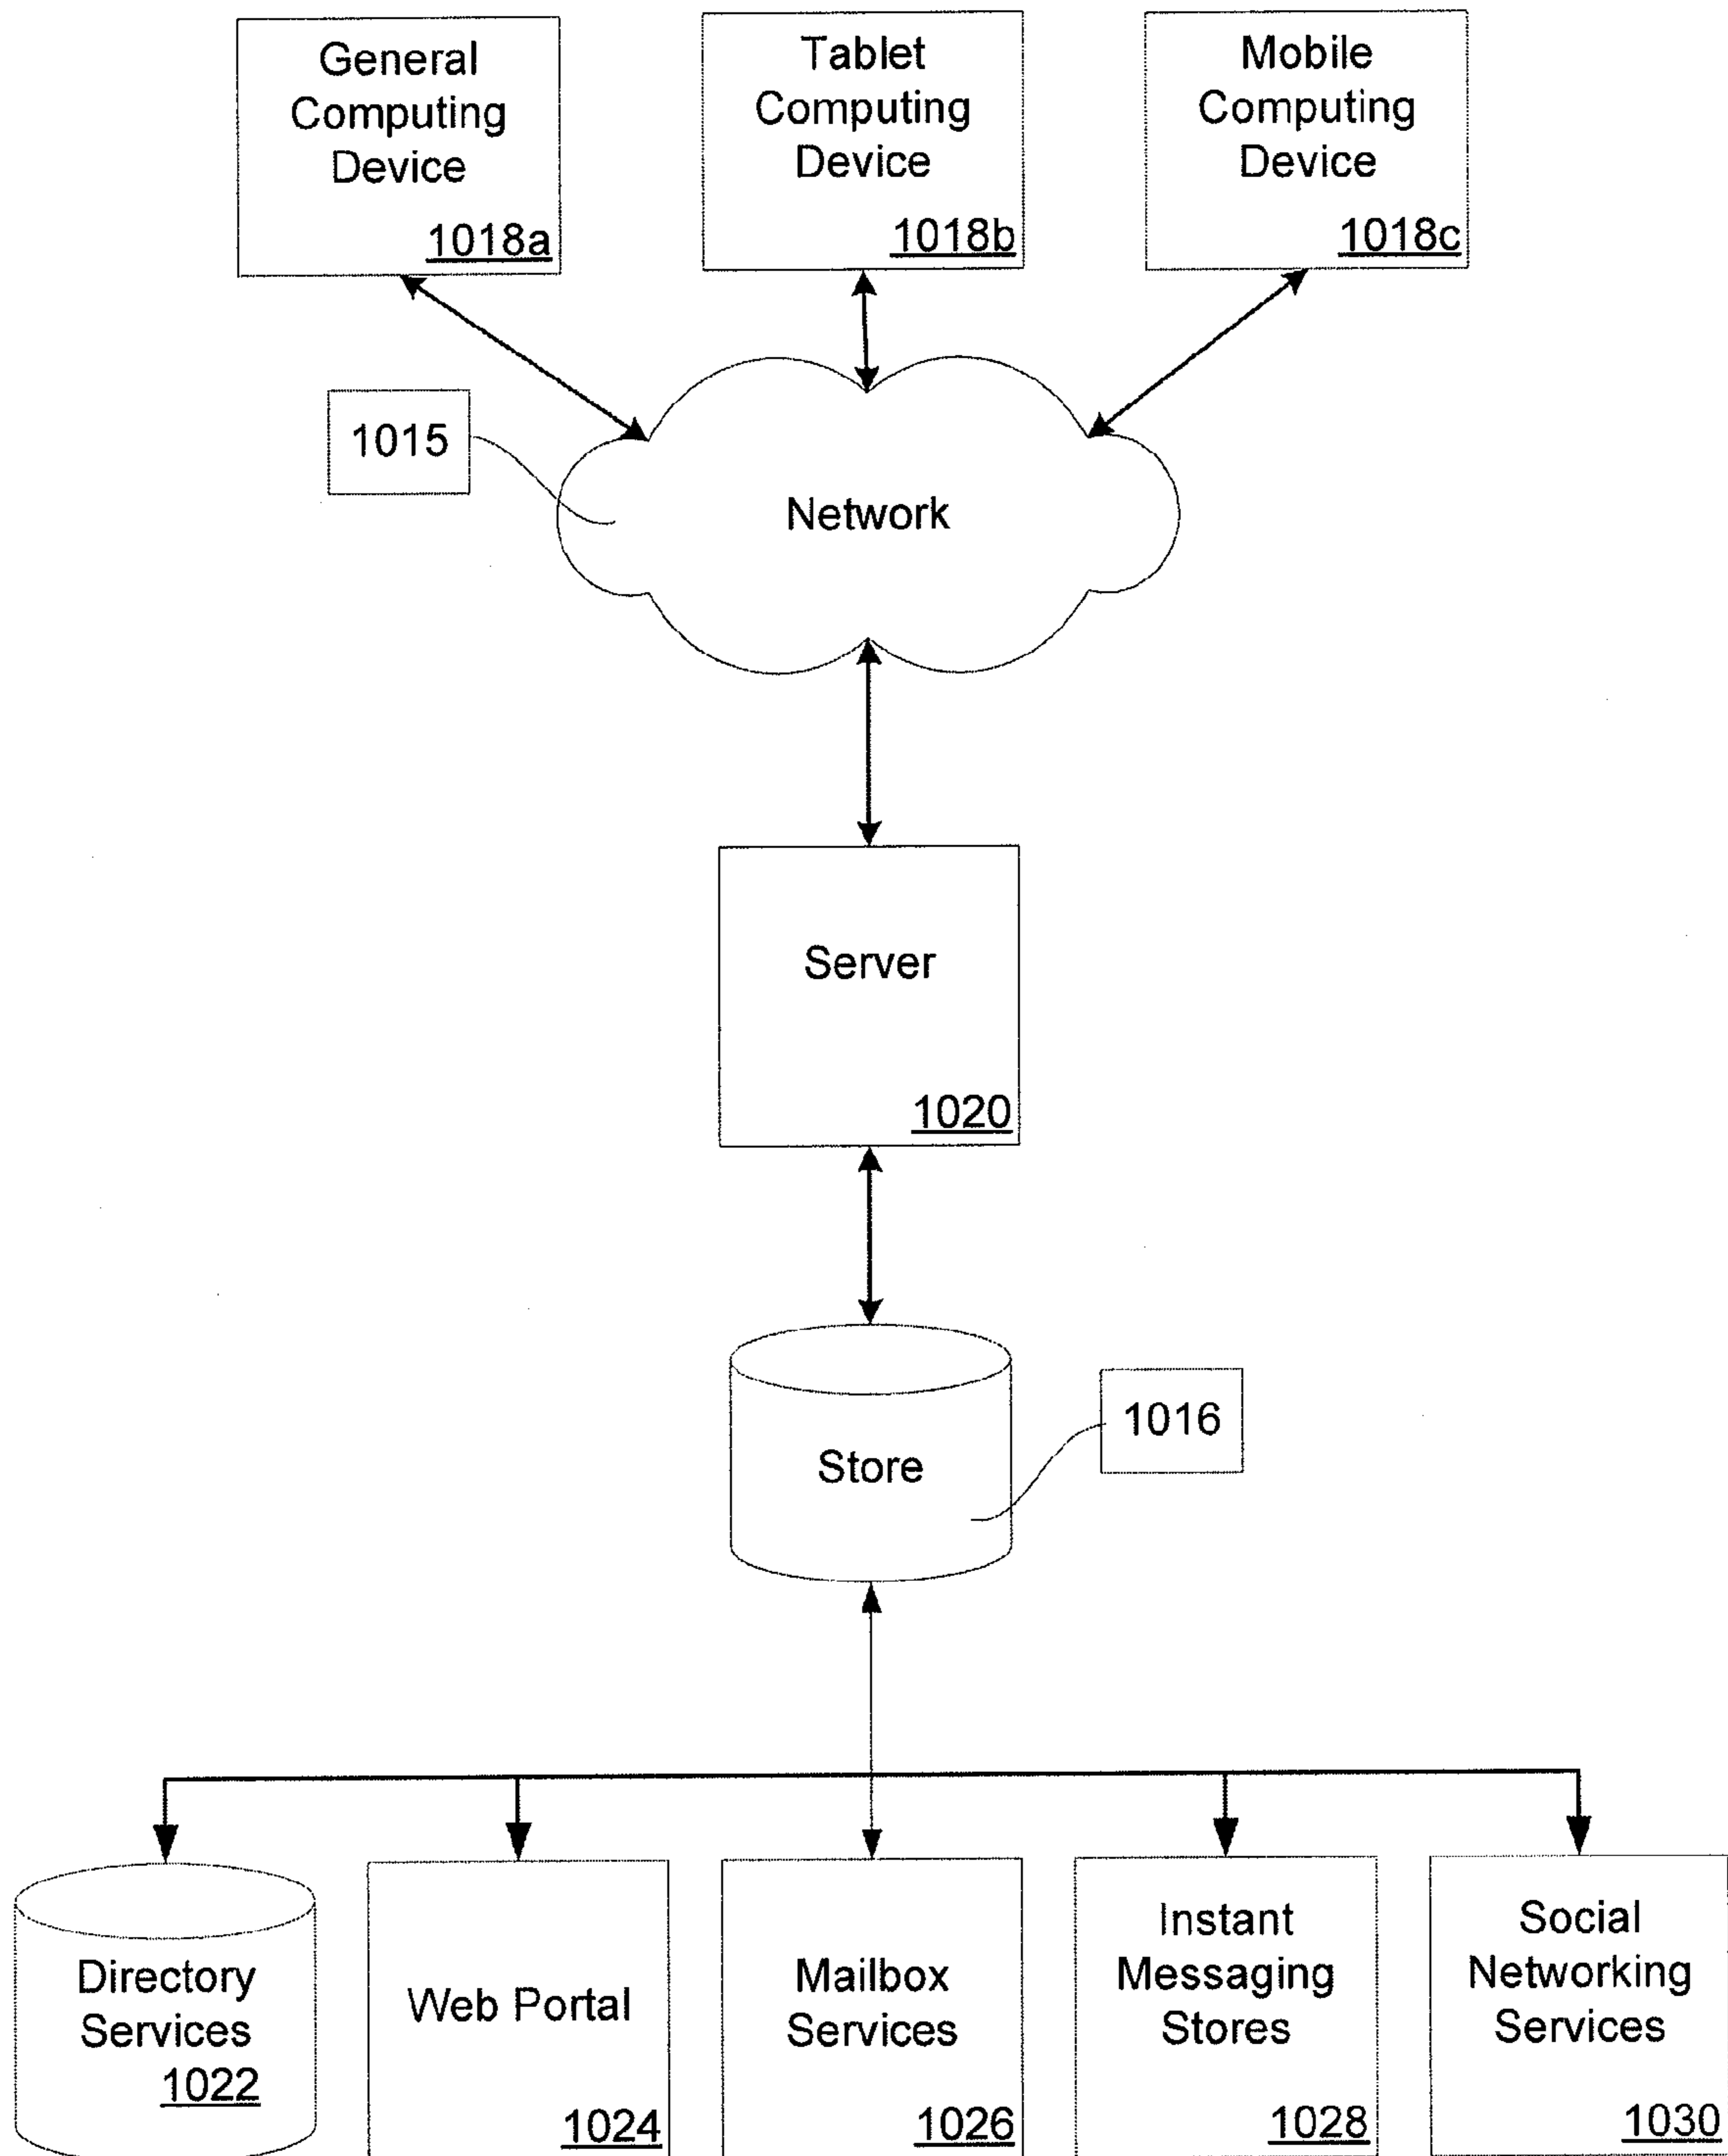 General
Computing
Device
1018a
Tablet
Computing
Device
1018b
Mobile
Computing
Device
1018c
1015
Network
Server
1020
Store
1016
Directory
Services
1022
Web Portal
1024
Mailbox
Services
1026
Instant
Messaging
Stores
1028
Social
Networking
Services
1030